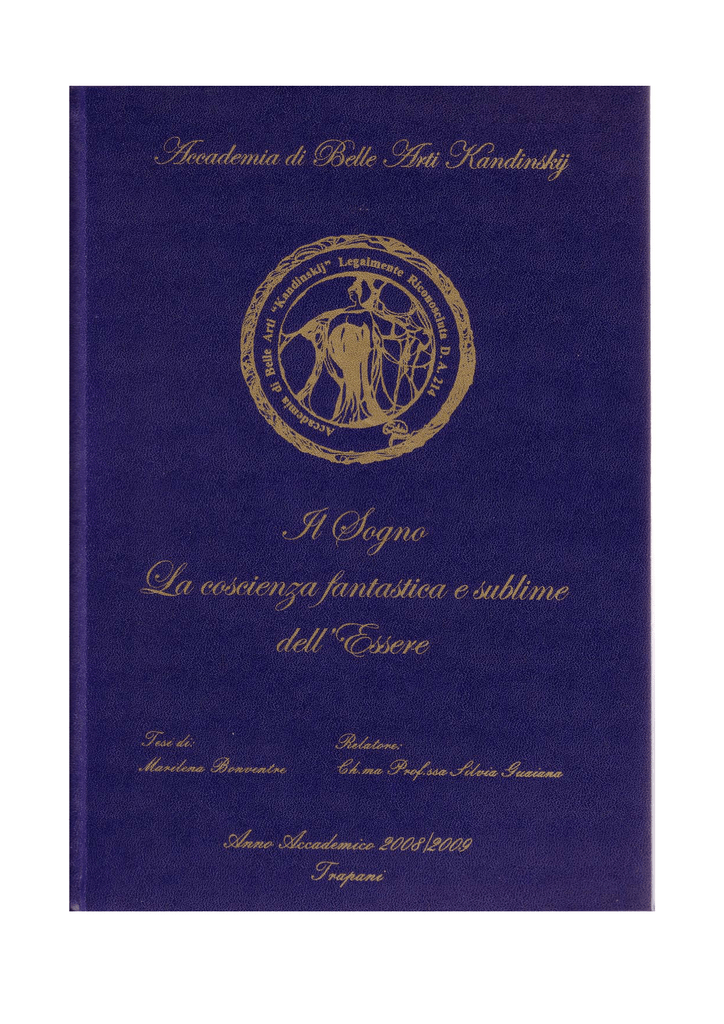 Accademia di Belle Arti Kandinskij
Accademia di Belle Arti "Kandinskij" Legalmente Riconosciuta D. A. 214
Il Sogno
La coscienza fantastica e sublime
dell'Essere
Tesi di:
Marilena Bonventre
Relatore:
Ch.ma Prof.ssa Silvia Guaiana
Anno Accademico 2008/2009
Trapani